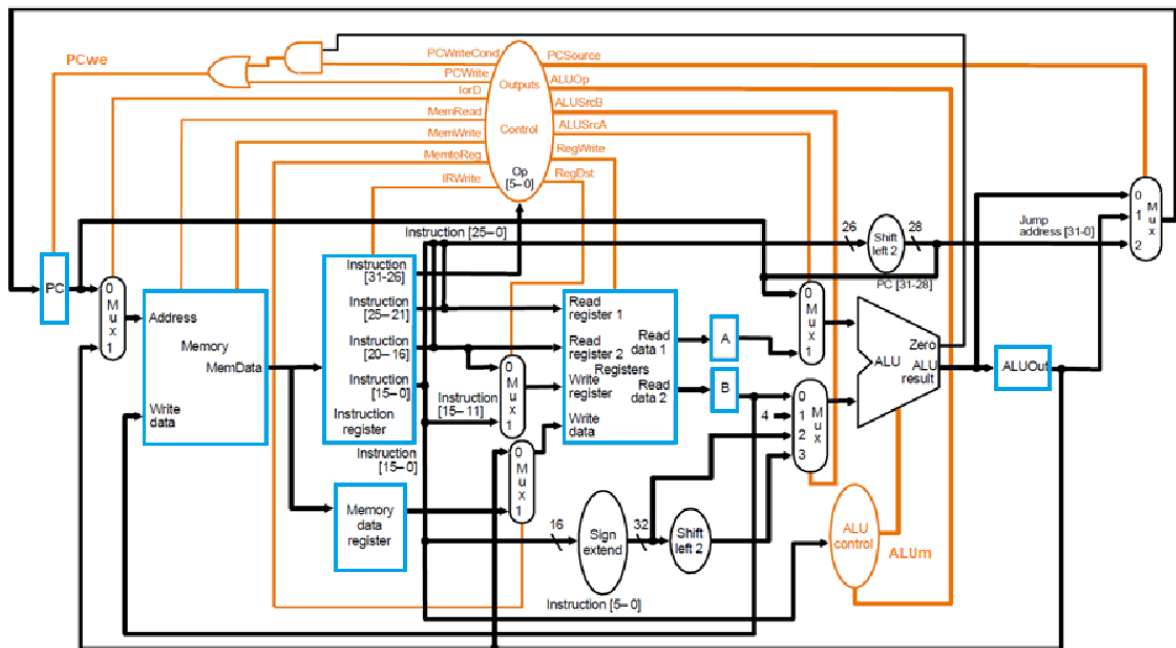 PCwe
PCWriteCond
PCWrite
IorD
MemRead
MemWrite
MemtoReg
IRWrite
Outputs
Control
Op
[5–0]
PCSource
ALUOp
ALUSrcB
ALUSrcA
RegWrite
RegDst
0
1
2
M
u
x
Jump
address [31-0]
26
28
Shift
left 2
PC [31-28]
Instruction [25–0]
PC
0
M
u
x
1
Address
Memory
MemData
Write
data
Instruction
[31-26]
Instruction
[25–21]
Instruction
[20–16]
Instruction
[15–0]
Instruction
register
Instruction
[15–0]
Memory
data
register
0
M
u
x
1
Instruction
[15–11]
0
M
u
x
1
Read
register 1
Read
register 2
Registers
Write
register
Write
data
Read
data 1
Read
data 2
A
B
4
0
M
u
x
1
0
1
2
3
M
u
x
Zero
ALU
ALU
result
ALUOut
16
Sign
extend
32
Shift
left 2
Instruction [5–0]
ALU
control
ALUm